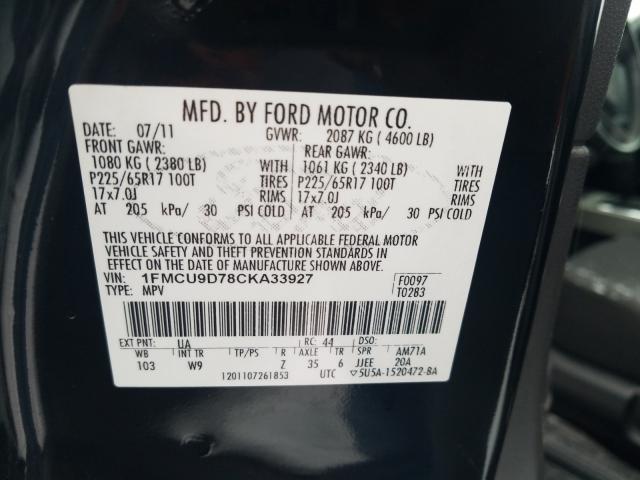 MFD. BY FORD MOTOR CO.
DATE: 07/11 GVWR: 2087 KG ( 4600 LB)
FRONT GAWR: REAR GAWR:
1080 KG ( 2380 LB) WITH 1061 KG ( 2340 LB) WITH
P225/65R17 100T TIRES P225/65R17 100T TIRES
17x7.0J RIMS 17x7.0J RIMS
AT 205 kPa/ 30 PSI COLD AT 205 kPa/ 30 PSI COLD
THIS VEHICLE CONFORMS TO ALL APPLICABLE FEDERAL MOTOR
VEHICLE SAFETY AND THEFT PREVENTION STANDARDS
IN EFFECT ON THE DATE OF MANUFACTURE SHOWN ABOVE.
VIN: 1FMCU9D78CKA33927 F0097
TYPE: MPV T0283
EXT PNT: UA RC: 44 DSO:
WB INT TR TP/PS R AXLE TR SPR AM71A
103 W9 Z 35 6 JJEE 20A
1201107261853 UTC ▽5U5A-1520472-BA